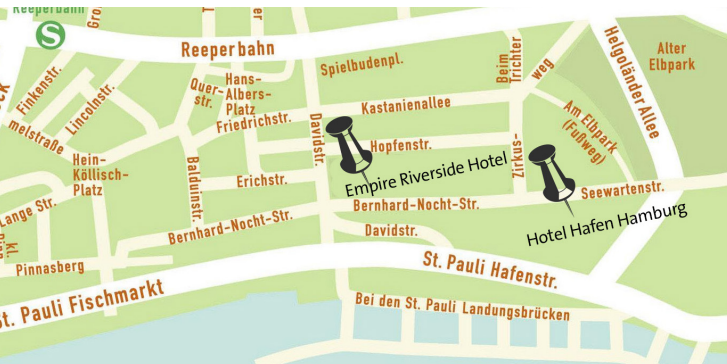 Reeperbahn
S
Reeperbahn
Spielbudenpl.
Beim
Trichter
weg
Helgoländer Allee
Alter
Elbpark
Finkenstr.
Lincolnstr.
Quer-
str.
Hans-
Albers-
Platz
Friedrichstr.
Davidstr.
Kastanienallee
Hopfenstr.
Zirkus-
Am Elbpark
(Fußweg)
melstraße
Hein-
Köllisch-
Platz
Balduinstr.
Erichstr.
Empire Riverside Hotel
Bernhard-Nocht-Str.
Seewartenstr.
Hotel Hafen Hamburg
Lange Str.
kl.
Bernhard-Nocht-Str.
Davidstr.
Pinnasberg
St. Pauli Hafenstr.
St. Pauli Fischmarkt
Bei den St. Pauli Landungsbrücken